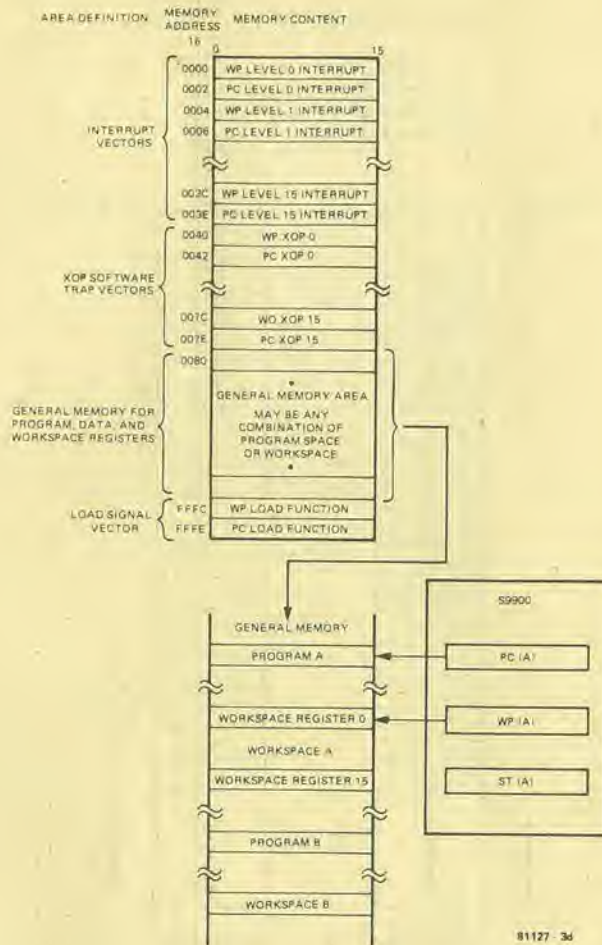 AREA DEFINITION MEMORY ADDRESS 16 MEMORY CONTENT
0 15
INTERRUPT VECTORS
0000 WP LEVEL 0 INTERRUPT
0002 PC LEVEL 0 INTERRUPT
0004 WP LEVEL 1 INTERRUPT
0006 PC LEVEL 1 INTERRUPT
003C WP LEVEL 15 INTERRUPT
003E PC LEVEL 15 INTERRUPT
XOP SOFTWARE TRAP VECTORS
0040 WP XOP 0
0042 PC XOP 0
007C WO XOP 15
007E PC XOP 15
0080
GENERAL MEMORY FOR
PROGRAM, DATA, AND
WORKSPACE REGISTERS
GENERAL MEMORY AREA
MAY BE ANY
COMBINATION OF
PROGRAM SPACE
OR WORKSPACE
LOAD SIGNAL
VECTOR
FFFC WP LOAD FUNCTION
FFFE PC LOAD FUNCTION
GENERAL MEMORY
PROGRAM A
WORKSPACE REGISTER 0
WORKSPACE A
WORKSPACE REGISTER 15
PROGRAM B
WORKSPACE B
S9900
PC (A)
WP (A)
ST (A)
81127 - 3d